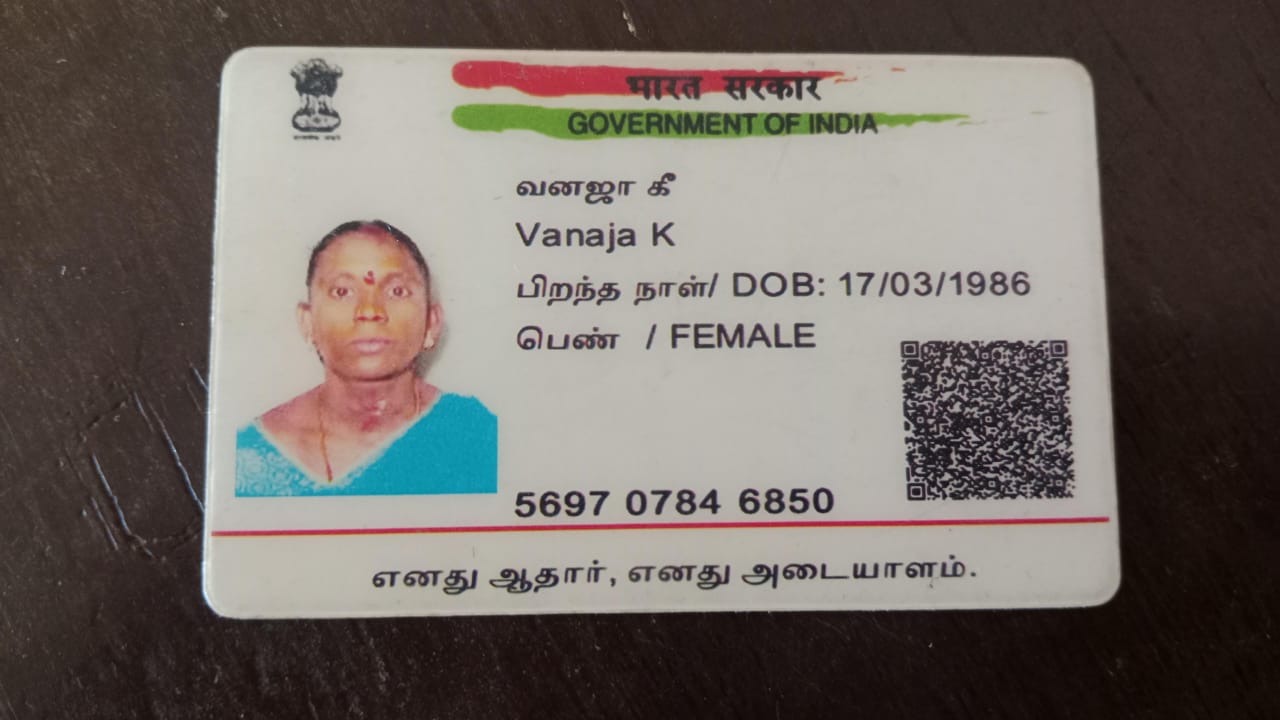 भारत सरकार
GOVERNMENT OF INDIA
வனஜா கீ
Vanaja K
பிறந்த நாள்/ DOB: 17/03/1986
பெண் / FEMALE
5697 0784 6850
எனது ஆதார், எனது அடையாளம்.